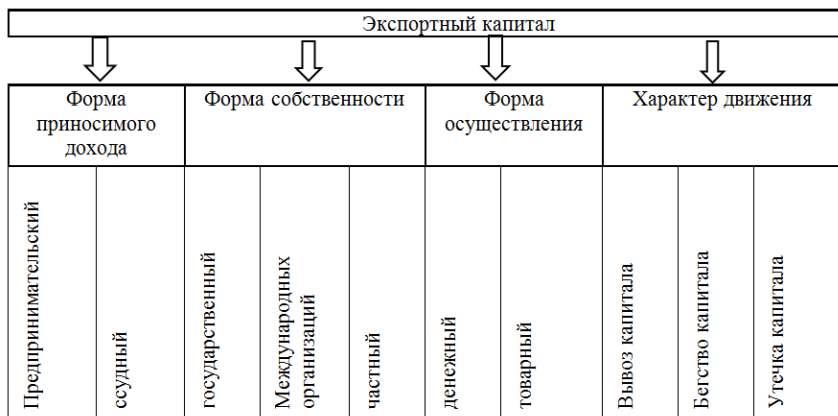 Экспортный капитал
Форма
приносимого
дохода
Форма собственности
Форма
осуществления
Характер движения
Предпринимательский
ссудный
государственный
Международных
организаций
частный
денежный
товарный
Вывоз капитала
Бегство капитала
Утечка капитала